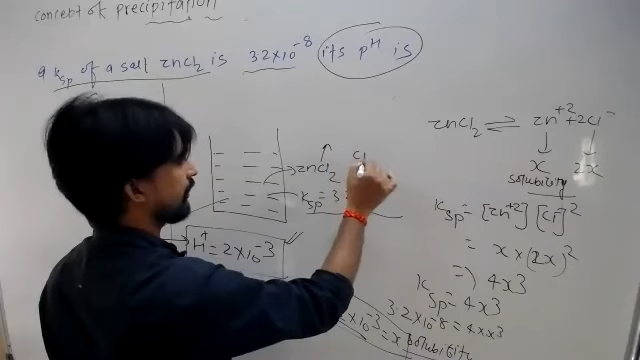 concept of precipitation
q Ksp of a salt znCl2 is 32×10⁻⁸ its pH is
znCl2 ⇌ zn⁺² + 2Cl⁻
x 2x
solubility
znCl2 Cl
Ksp = 3
Ksp = [zn⁺²][Cl⁻]²
= x × (2x)²
H⁺ = 2×10⁻³
=) 4x3
Ksp = 4x3
32×10⁻⁸ = 4×x3
×10⁻³ = x solubility